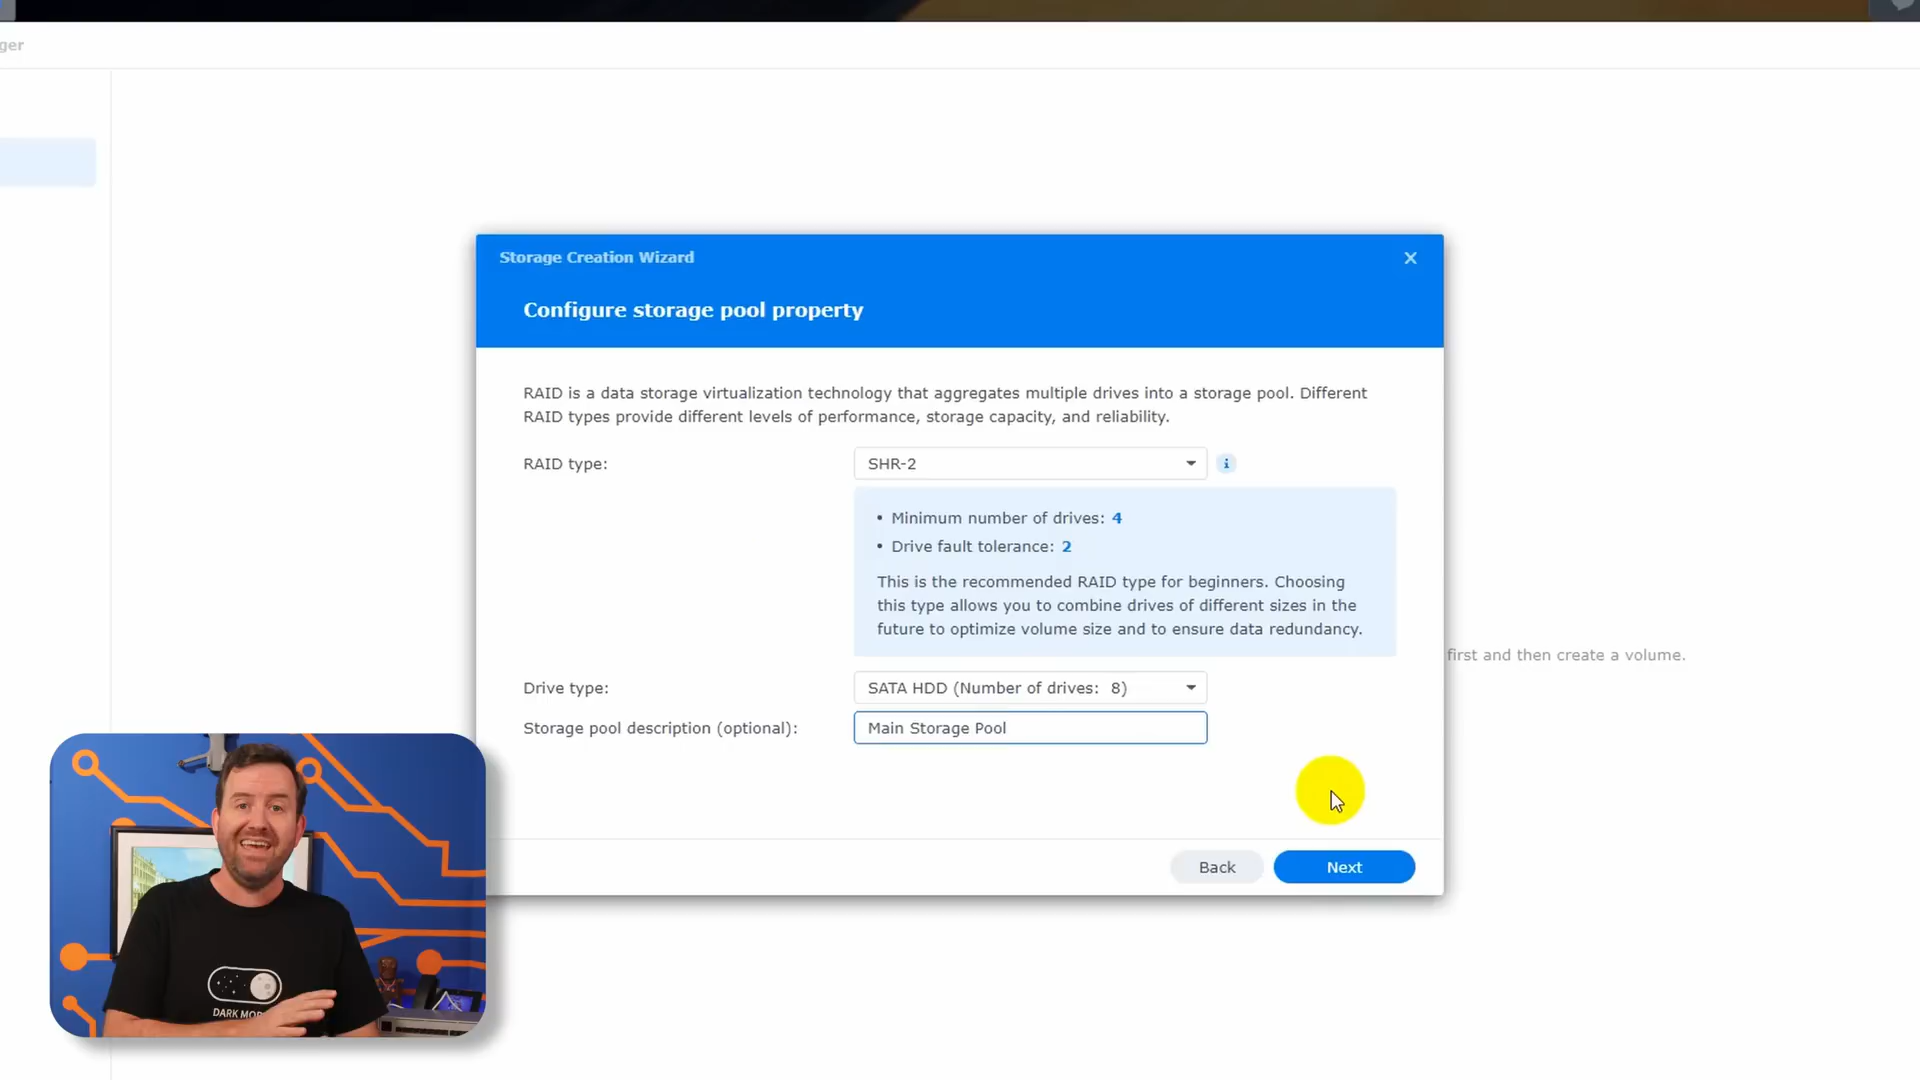 ger
Storage Creation Wizard
Configure storage pool property
RAID is a data storage virtualization technology that aggregates multiple drives into a storage pool. Different
RAID types provide different levels of performance, storage capacity, and reliability.
RAID type:
SHR-2
• Minimum number of drives: 4
• Drive fault tolerance: 2
This is the recommended RAID type for beginners. Choosing
this type allows you to combine drives of different sizes in the
future to optimize volume size and to ensure data redundancy.
first and then create a volume.
Drive type:
SATA HDD (Number of drives: 8)
Storage pool description (optional):
Main Storage Pool
Back
Next
DARK MO